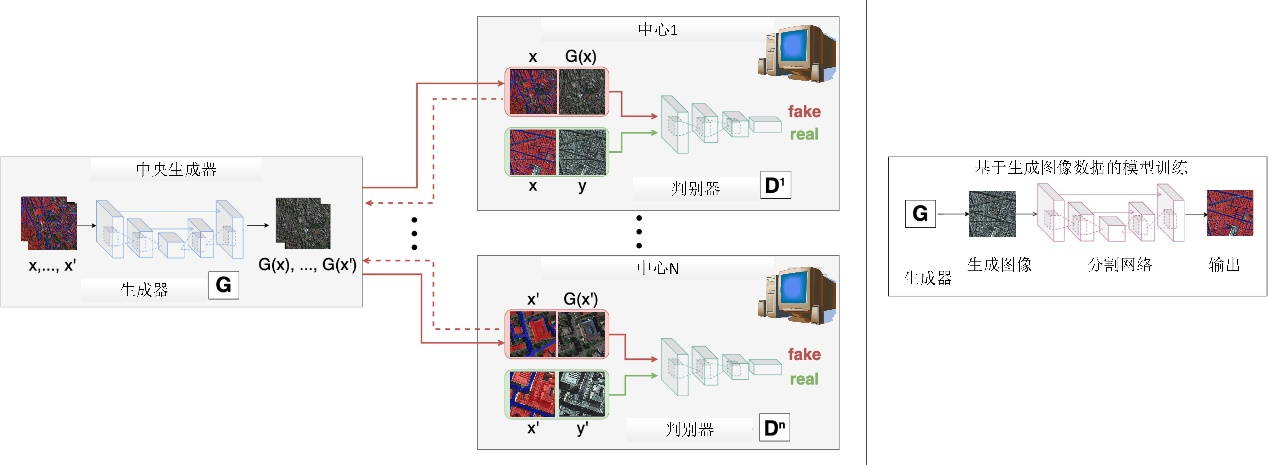 中央生成器
x,..., x'
G(x), ..., G(x')
生成器
G
中心1
x
G(x)
fake
real
x
y
判别器
D¹
中心N
x'
G(x')
fake
real
x'
y'
判别器
Dⁿ
基于生成图像数据的模型训练
G
生成器
生成图像
分割网络
输出